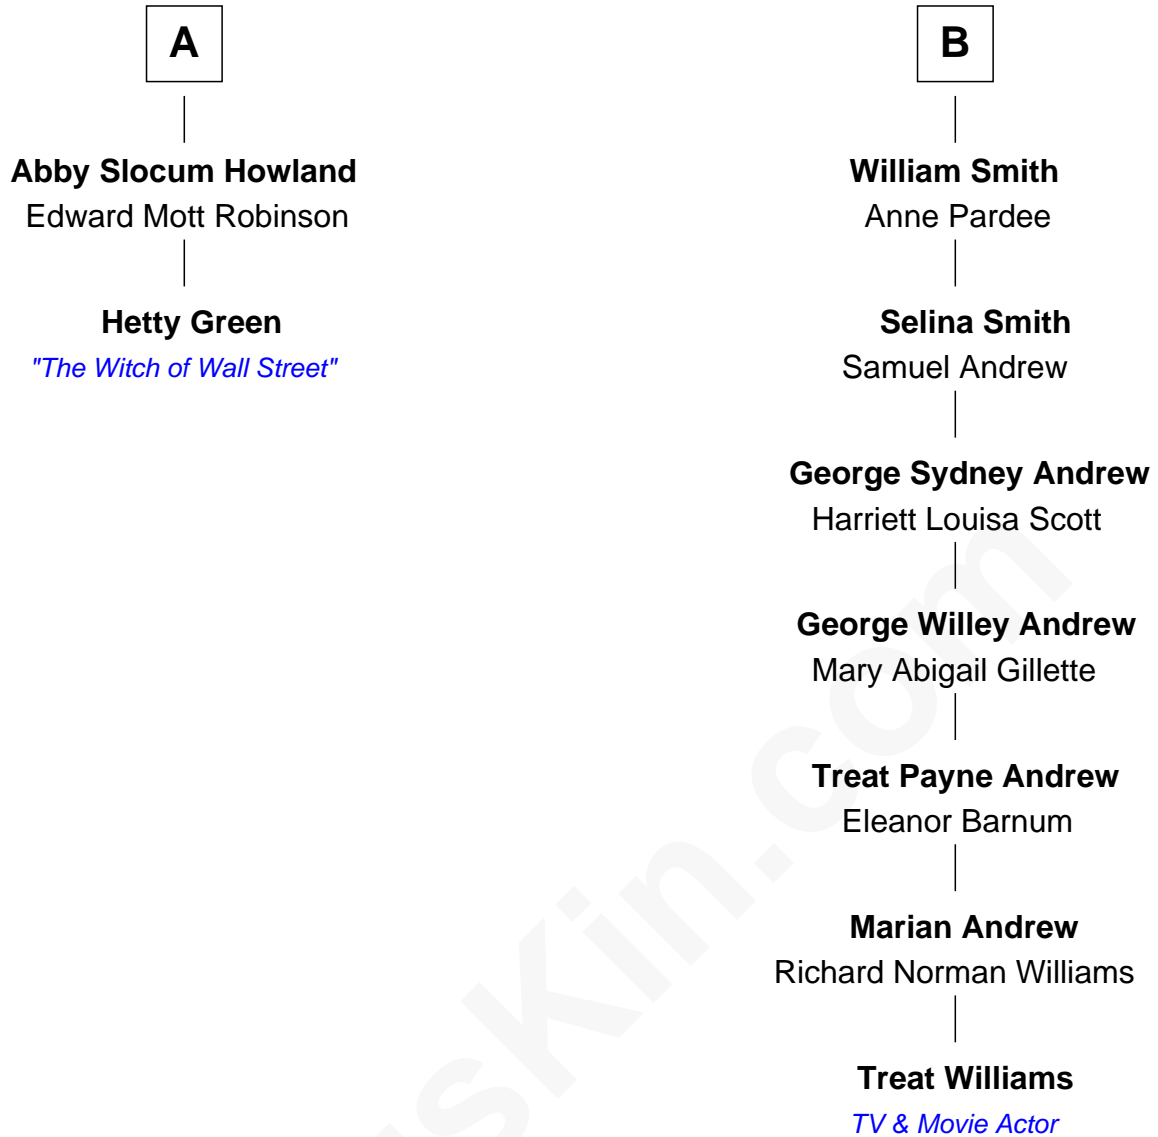 A
Abby Slocum Howland
Edward Mott Robinson
Hetty Green
"The Witch of Wall Street"
B
William Smith
Anne Pardee
Selina Smith
Samuel Andrew
George Sydney Andrew
Harriett Louisa Scott
George Willey Andrew
Mary Abigail Gillette
Treat Payne Andrew
Eleanor Barnum
Marian Andrew
Richard Norman Williams
Treat Williams
TV & Movie Actor
sKin.com